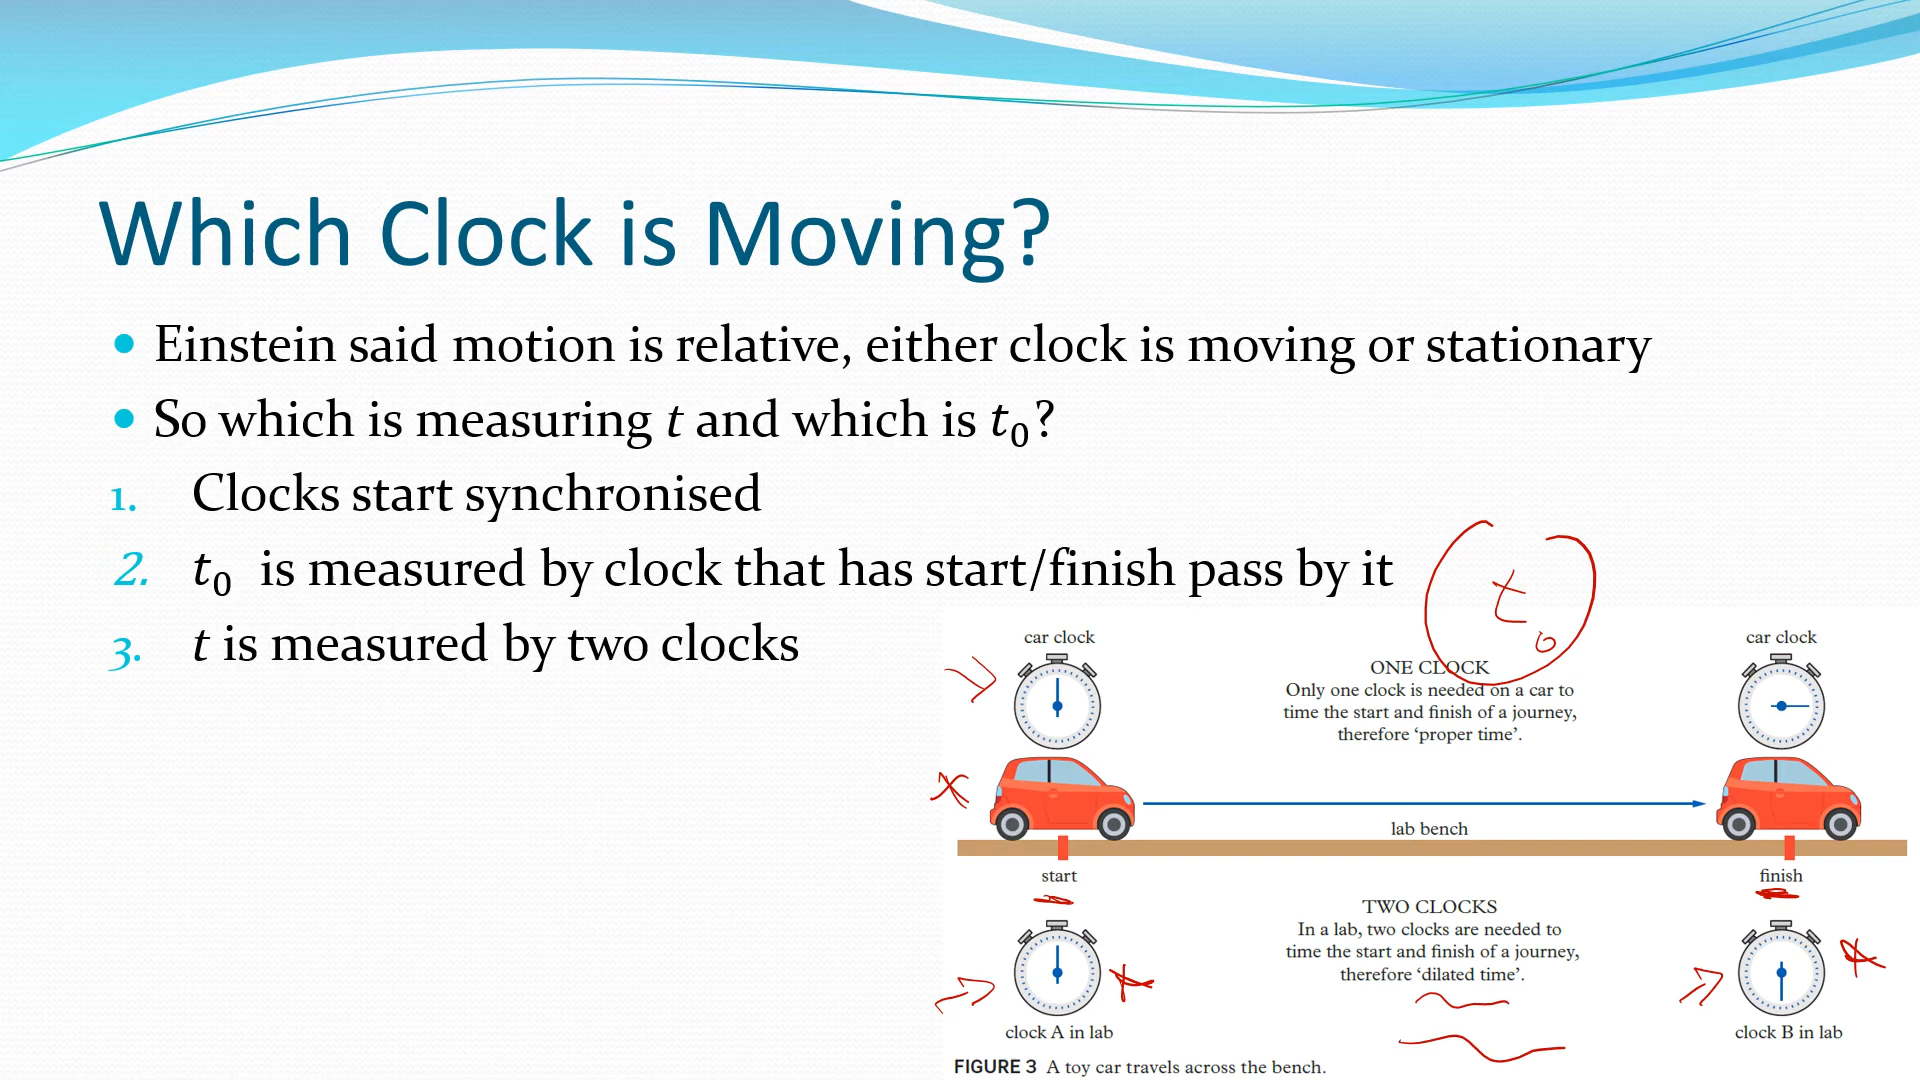 Which Clock is Moving?
• Einstein said motion is relative, either clock is moving or stationary
• So which is measuring t and which is t₀?
1. Clocks start synchronised
2. t₀ is measured by clock that has start/finish pass by it
3. t is measured by two clocks
t₀
car clock
car clock
ONE CLOCK
Only one clock is needed on a car to
time the start and finish of a journey,
therefore ‘proper time’.
lab bench
start
finish
TWO CLOCKS
In a lab, two clocks are needed to
time the start and finish of a journey,
therefore ‘dilated time’.
clock A in lab
clock B in lab
FIGURE 3 A toy car travels across the bench.